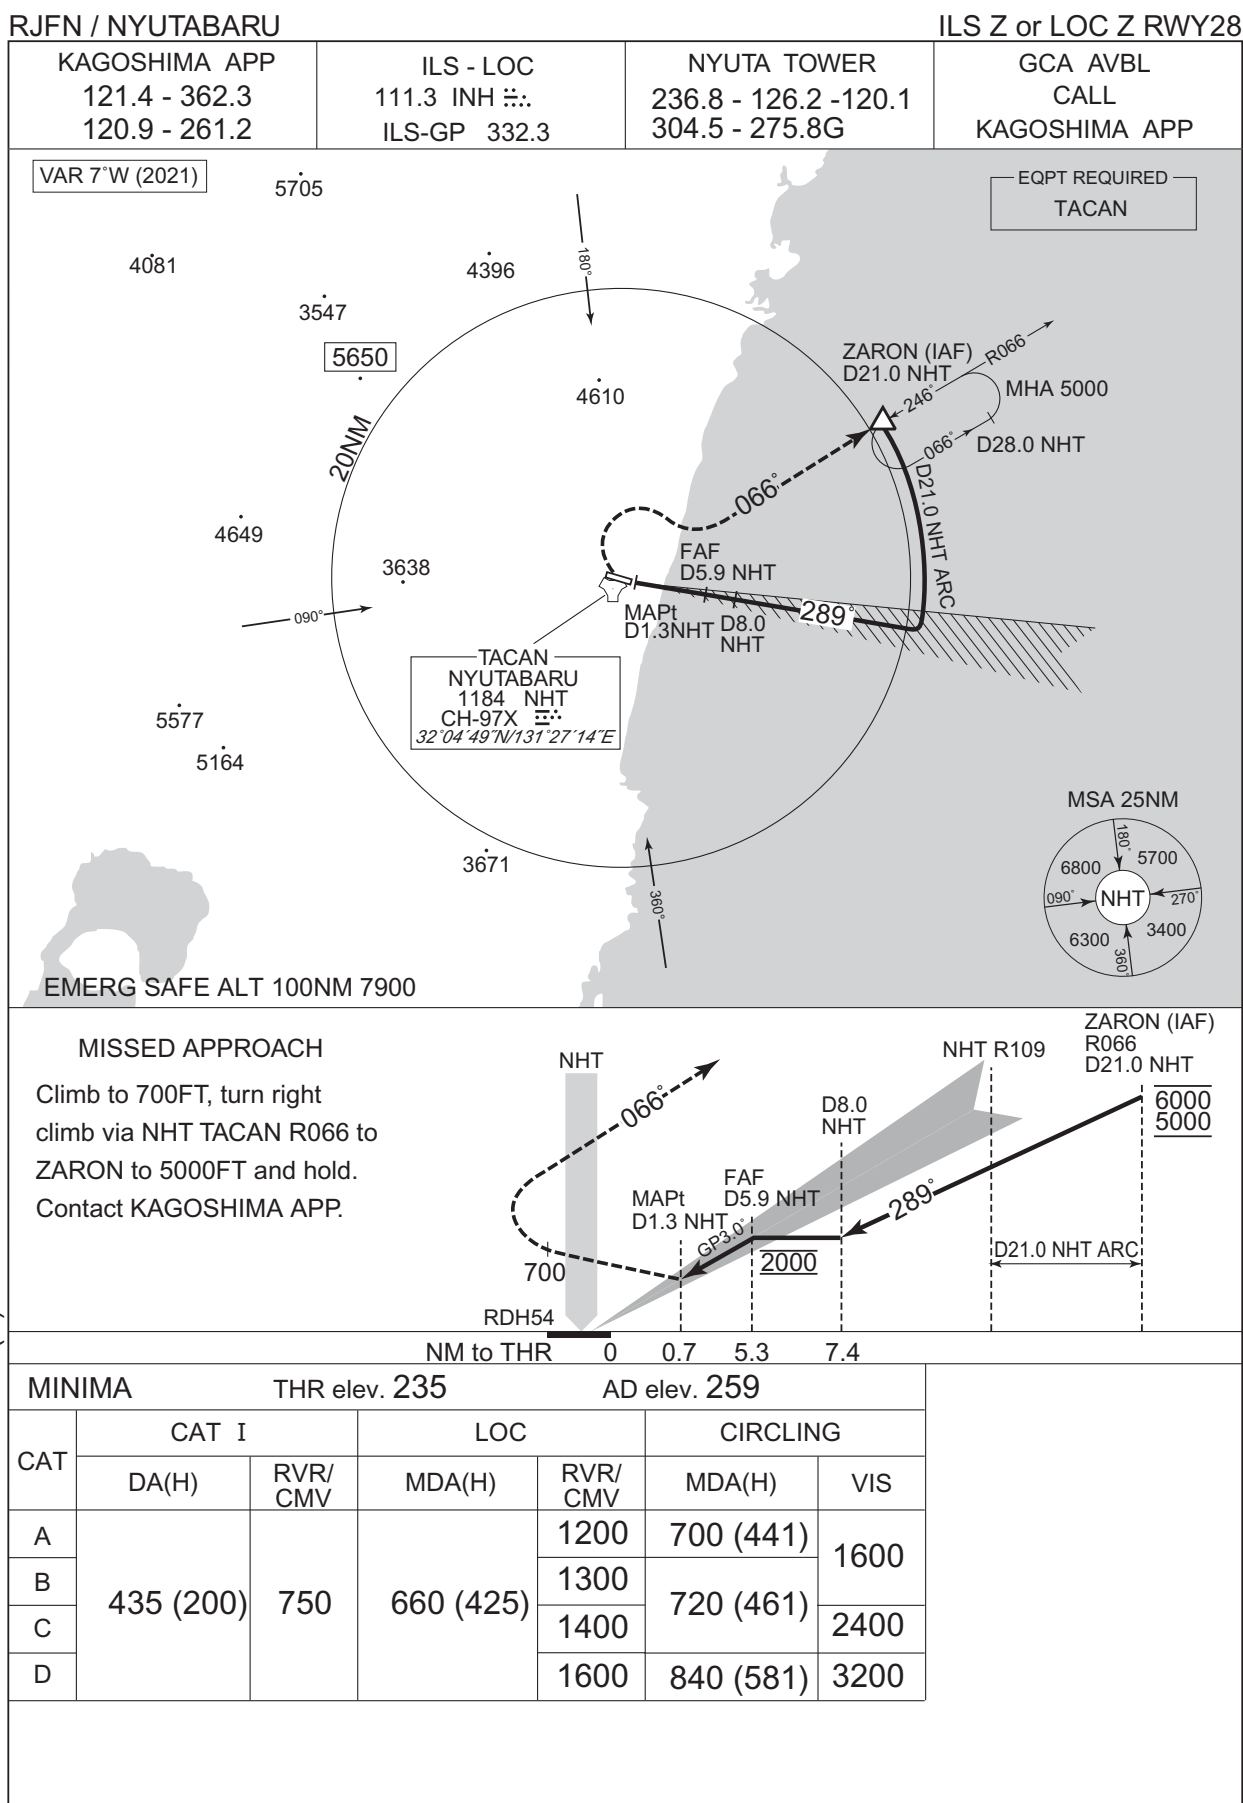 RJFN / NYUTABARU
ILS Z or LOC Z RWY28
KAGOSHIMA APP
121.4 - 362.3
120.9 - 261.2
ILS - LOC
111.3 INH
ILS-GP 332.3
NYUTA TOWER
236.8 - 126.2 -120.1
304.5 - 275.8G
GCA AVBL
CALL
KAGOSHIMA APP
VAR 7°W (2021)
EQPT REQUIRED
TACAN
5705
4081
4396
3547
5650
4610
180°
20NM
ZARON (IAF)
D21.0 NHT
R066
246°
MHA 5000
066°
D28.0 NHT
D21.0 NHT ARC
066°
4649
3638
090°
FAF
D5.9 NHT
MAPt
D1.3NHT
D8.0
NHT
289°
TACAN
NYUTABARU
1184 NHT
CH-97X
32°04´49˝N/131°27´14˝E
5577
5164
3671
360°
MSA 25NM
180°
6800
5700
090°
NHT
270°
6300
3400
360°
EMERG SAFE ALT 100NM 7900
MISSED APPROACH
Climb to 700FT, turn right
climb via NHT TACAN R066 to
ZARON to 5000FT and hold.
Contact KAGOSHIMA APP.
NHT
066°
700
RDH54
MAPt
D1.3 NHT
GP3.0°
FAF
D5.9 NHT
2000
D8.0
NHT
289°
NHT R109
D21.0 NHT ARC
ZARON (IAF)
R066
D21.0 NHT
6000
5000
NM to THR 0 0.7 5.3 7.4
MINIMA THR elev. 235 AD elev. 259
CAT
CAT I
LOC
CIRCLING
DA(H)
RVR/
CMV
MDA(H)
RVR/
CMV
MDA(H)
VIS
A
B
C
D
435 (200)
750
660 (425)
1200
1300
1400
1600
700 (441)
720 (461)
840 (581)
1600
2400
3200